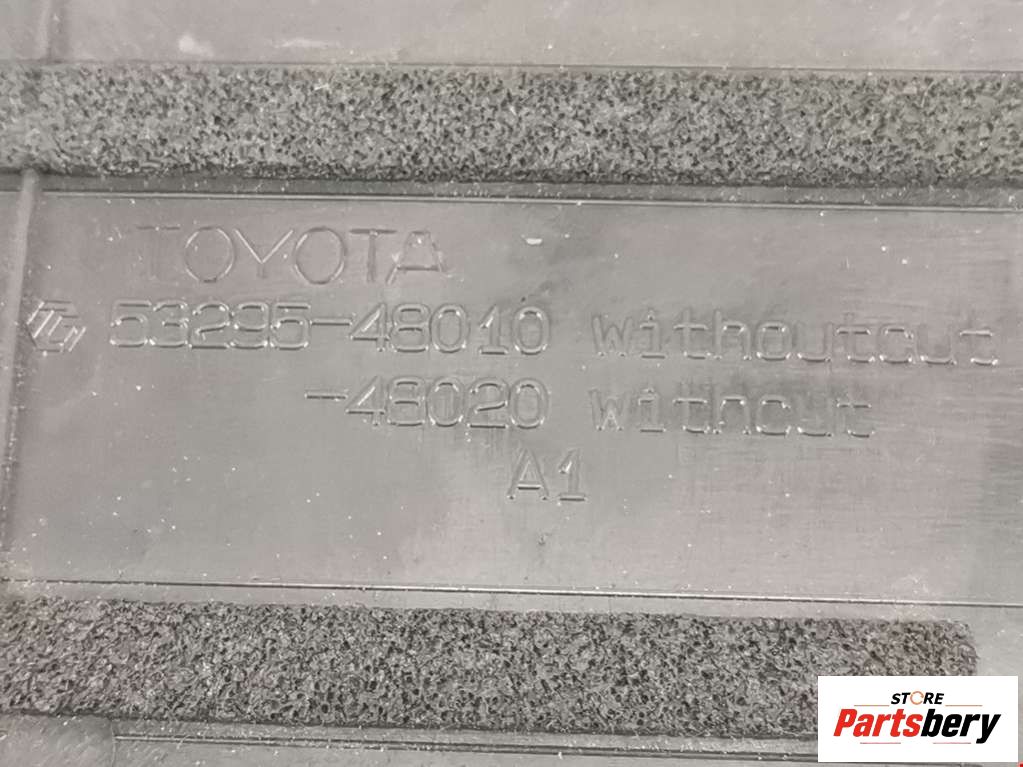 TOYOTA
53295-48010 withoutcut
-48020 withcut
A1
STORE
Partsbery